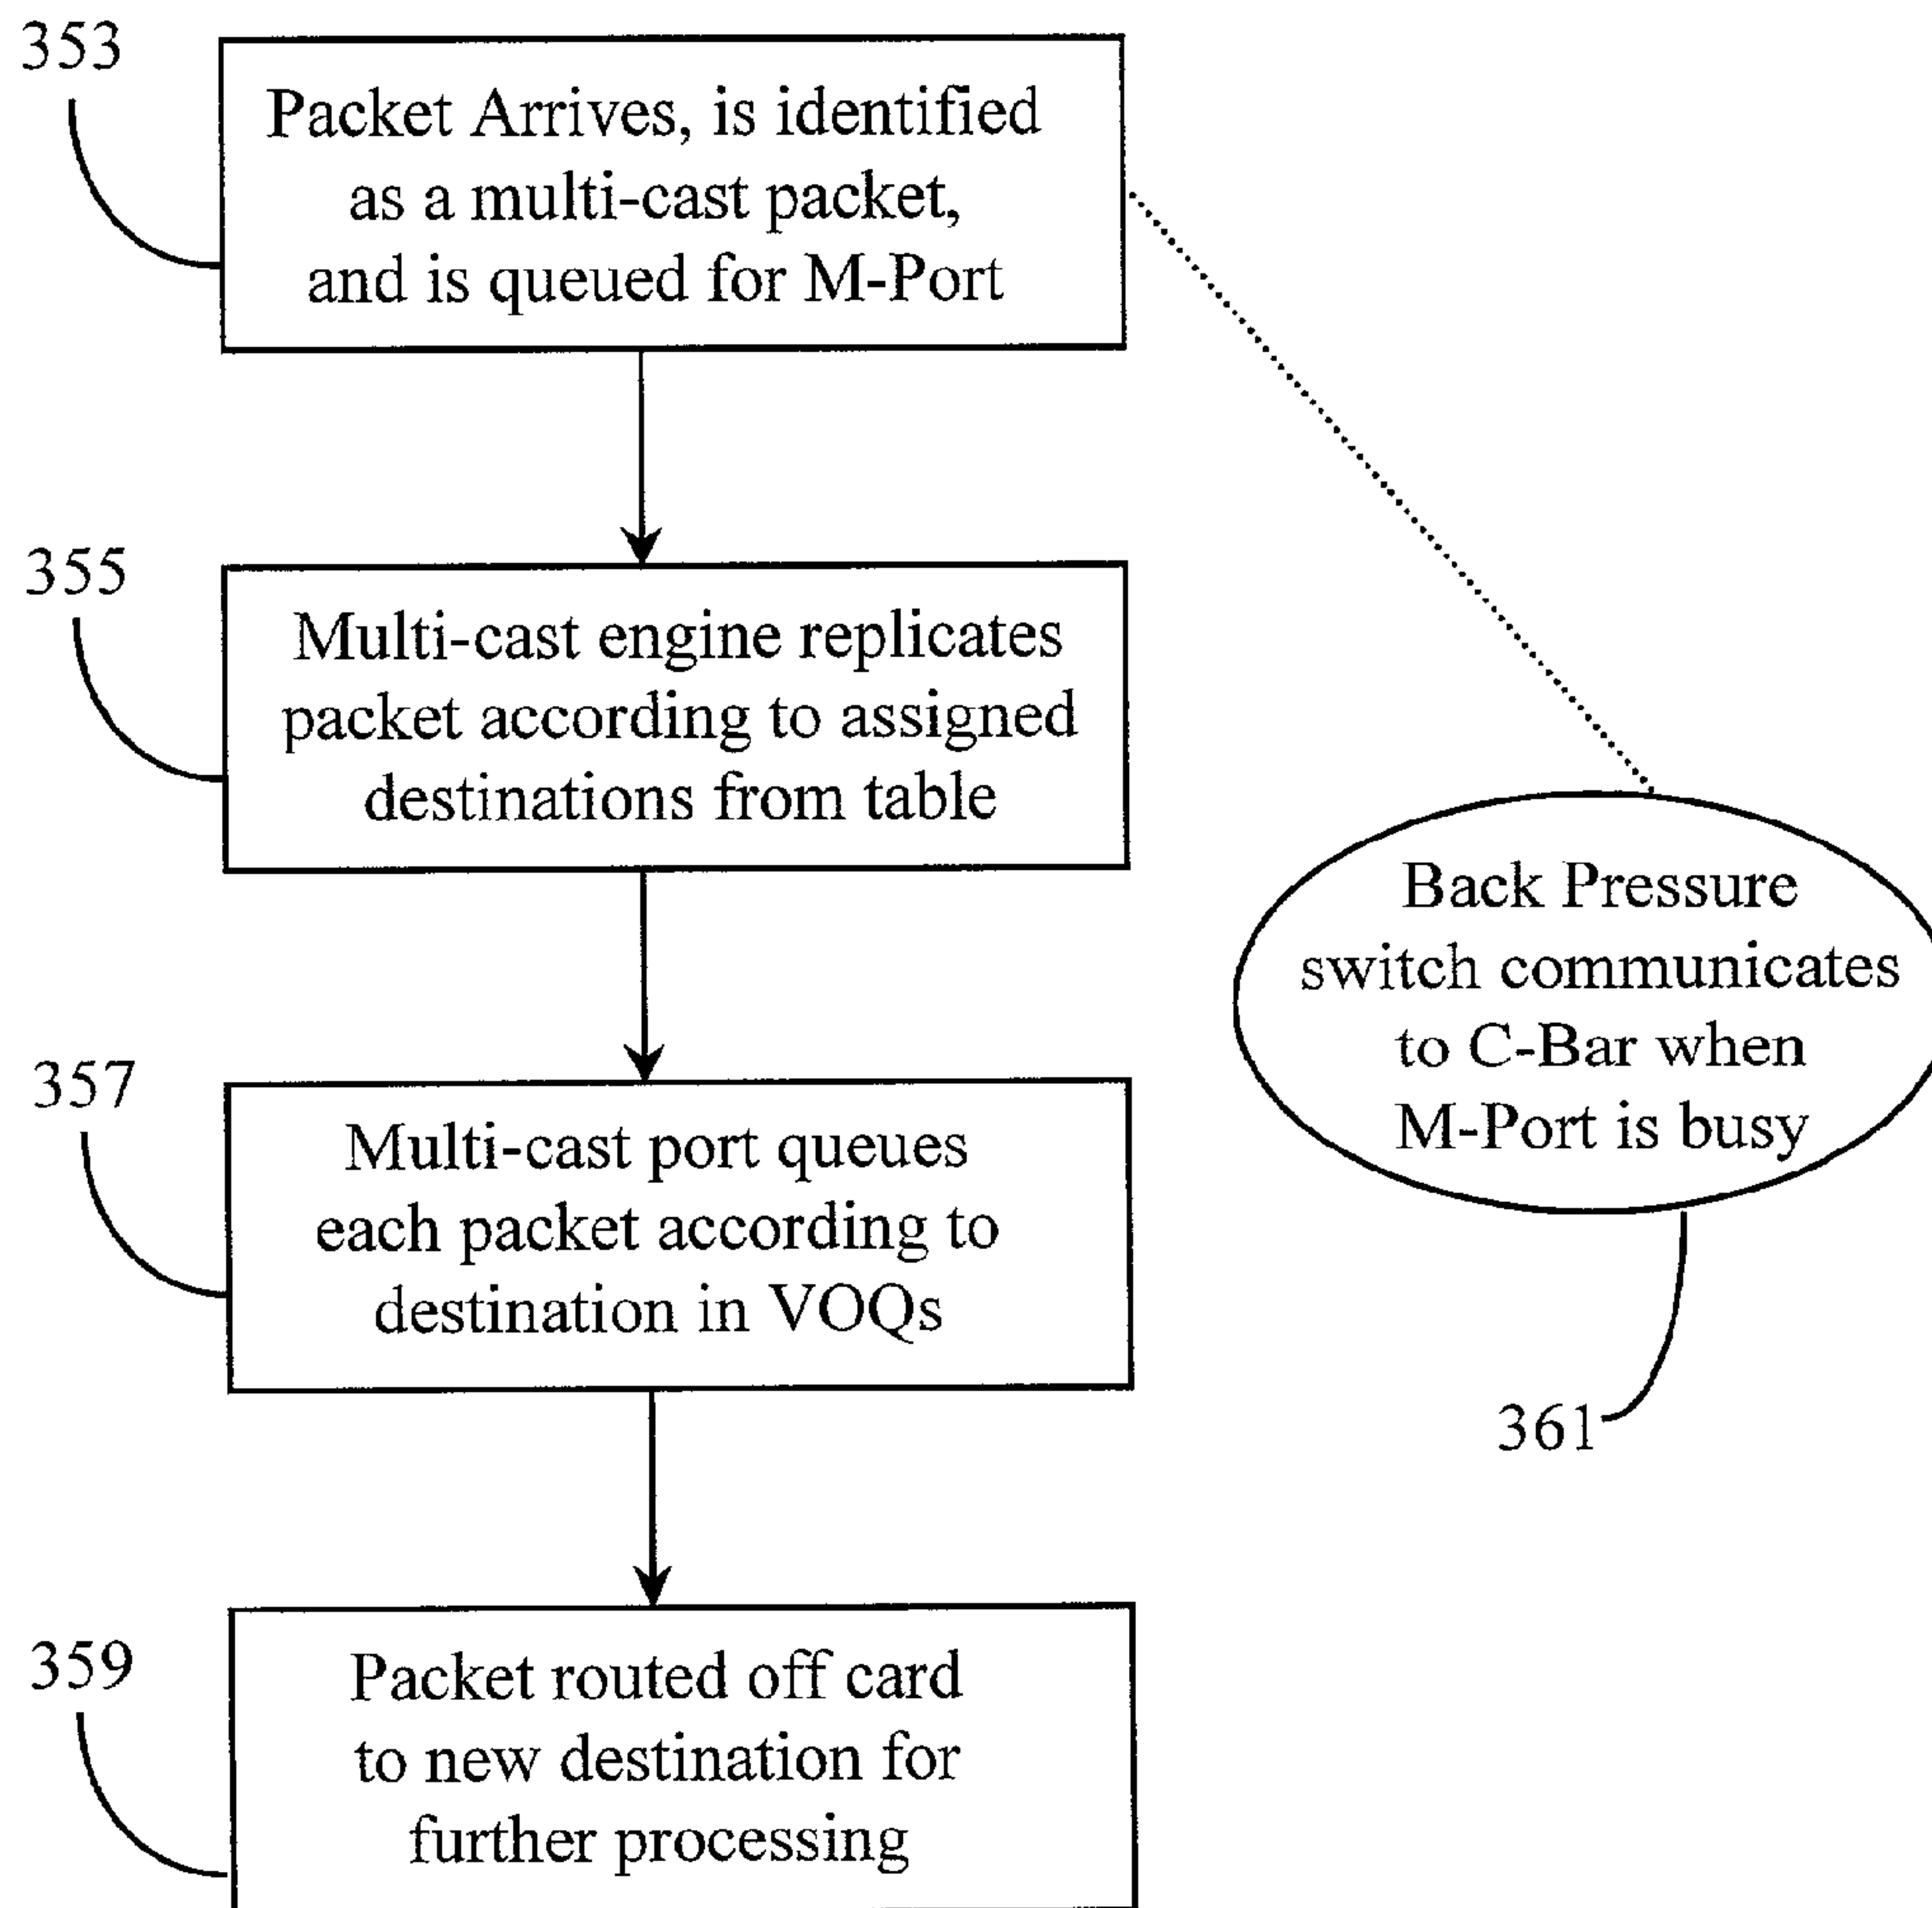 353
Packet Arrives, is identified
as a multi-cast packet,
and is queued for M-Port
355
Multi-cast engine replicates
packet according to assigned
destinations from table
Back Pressure
switch communicates
to C-Bar when
M-Port is busy
361
357
Multi-cast port queues
each packet according to
destination in VOQs
359
Packet routed off card
to new destination for
further processing